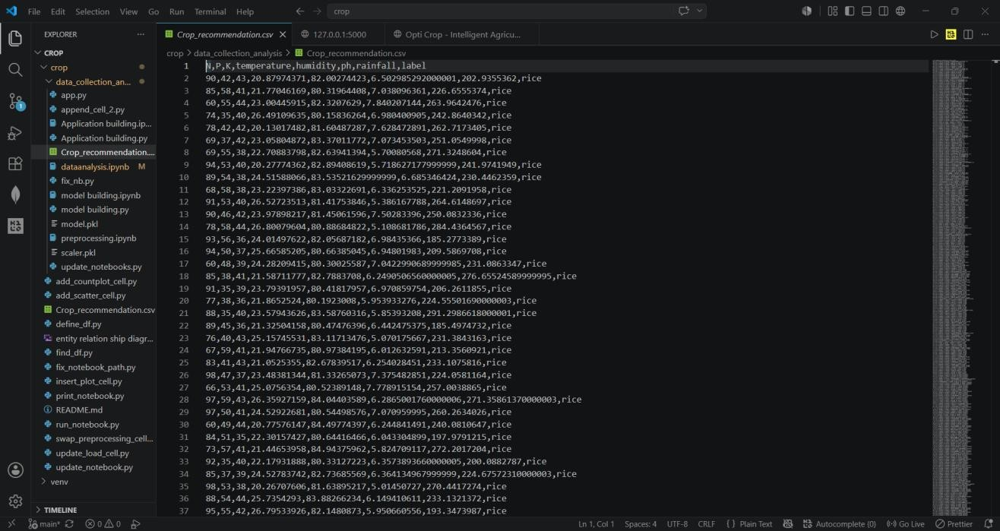 File Edit Selection View Go Run Terminal Help crop
EXPLORER
Crop_recommendation.csv 127.0.0.1:5000 Opti Crop - Intelligent Agricu...
CROP
crop > data_collection_analysis > Crop_recommendation.csv
crop
data_collection_an...
app.py
append_cell_2.py
Application building.ip...
Application building.py
Crop_recommendation....
dataanalysis.ipynb M
fix_nb.py
model building.ipynb
model building.py
model.pkl
preprocessing.ipynb
scaler.pkl
update_notebooks.py
add_countplot_cell.py
add_scatter_cell.py
Crop_recommendation.csv
define_df.py
entity relation ship diagr...
find_df.py
fix_notebook_path.py
insert_plot_cell.py
print_notebook.py
README.md
run_notebook.py
swap_preprocessing_cell...
update_load_cell.py
update_notebook.py
venv
TIMELINE
1 N,P,K,temperature,humidity,ph,rainfall,label
2 90,42,43,20.87974371,82.00274423,6.502985292000001,202.9355362,rice
3 85,58,41,21.77046169,80.31964408,7.038096361,226.6555374,rice
4 60,55,44,23.00445915,82.3207629,7.840207144,263.9642476,rice
5 74,35,40,26.49109635,80.15836264,6.980400905,242.8640342,rice
6 78,42,42,20.13017482,81.60487287,7.628472891,262.7173405,rice
7 69,37,42,23.05804872,83.37011772,7.073453503,251.0549998,rice
8 69,55,38,22.70883798,82.63941394,5.70080568,271.3248604,rice
9 94,53,40,20.27774362,82.89408619,5.718627177999999,241.9741949,rice
10 89,54,38,24.51588066,83.53521629999999,6.685346424,230.4462359,rice
11 68,58,38,23.22397386,83.03322691,6.336253525,221.2091958,rice
12 91,53,40,26.52723513,81.41753846,5.386167788,264.6148697,rice
13 90,46,42,23.97898217,81.45061596,7.50283396,250.0832336,rice
14 78,58,44,26.80079604,80.88684822,5.108681786,284.4364567,rice
15 93,56,36,24.01497622,82.05687182,6.98435366,185.2773389,rice
16 94,50,37,25.66585205,80.66385045,6.94801983,209.5869708,rice
17 60,48,39,24.28209415,80.30025587,7.0422990689999985,231.0863347,rice
18 85,38,41,21.58711777,82.7883708,6.2490506560000005,276.65524589999995,rice
19 91,35,39,23.79391957,80.41817957,6.970859754,206.2611855,rice
20 77,38,36,21.8652524,80.1923008,5.953933276,224.55501690000003,rice
21 88,35,40,23.57943626,83.58760316,5.85393208,291.2986618000001,rice
22 89,45,36,21.32504158,80.47476396,6.442475375,185.4974732,rice
23 76,40,43,25.15745531,83.11713476,5.070175667,231.3843163,rice
24 67,59,41,21.94766735,80.97384195,6.012632591,213.3560921,rice
25 83,41,43,21.0525355,82.67839517,6.254028451,233.1075816,rice
26 98,47,37,23.48381344,81.33265073,7.375482851,224.0581164,rice
27 66,53,41,25.0756354,80.52389148,7.778915154,257.0038865,rice
28 97,59,43,26.35927159,84.04403589,6.2865001760000006,271.35861370000003,rice
29 97,50,41,24.52922681,80.54498576,7.070959995,260.2634026,rice
30 60,49,44,20.77576147,84.49774397,6.244841491,240.0810647,rice
31 84,51,35,22.30157427,80.64416466,6.043304899,197.9791215,rice
32 73,57,41,21.44653958,84.94375962,5.824709117,272.2017204,rice
33 92,35,40,22.17931888,80.33127223,6.3573893660000005,200.0882787,rice
34 85,37,39,24.52783742,82.73685569,6.364134967999999,224.67572310000003,rice
35 98,53,38,20.26707606,81.63895217,5.01450727,270.4417274,rice
36 88,54,44,25.7354293,83.88266234,6.149410611,233.1321372,rice
37 95,55,42,26.79533926,82.1480873,5.950660556,193.3473987,rice
main* 0 0 Ln 1, Col 1 Spaces: 4 UTF-8 CRLF {} Plain Text Autocomplete (0) Go Live Prettier